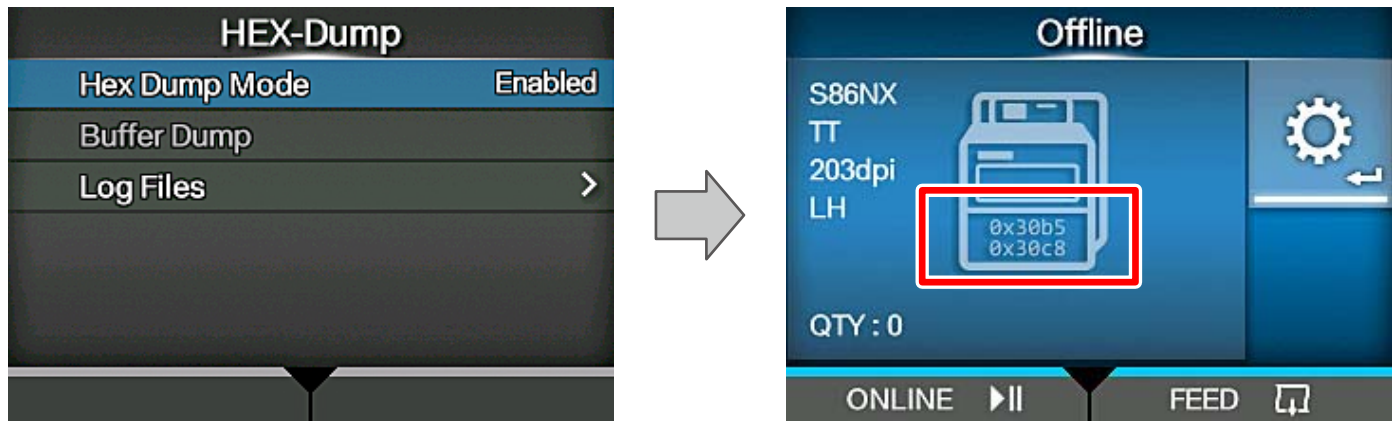 HEX-Dump
Hex Dump Mode Enabled
Buffer Dump
Log Files
Offline
S86NX
TT
203dpi
LH
0x30b5
0x30c8
QTY : 0
ONLINE
FEED